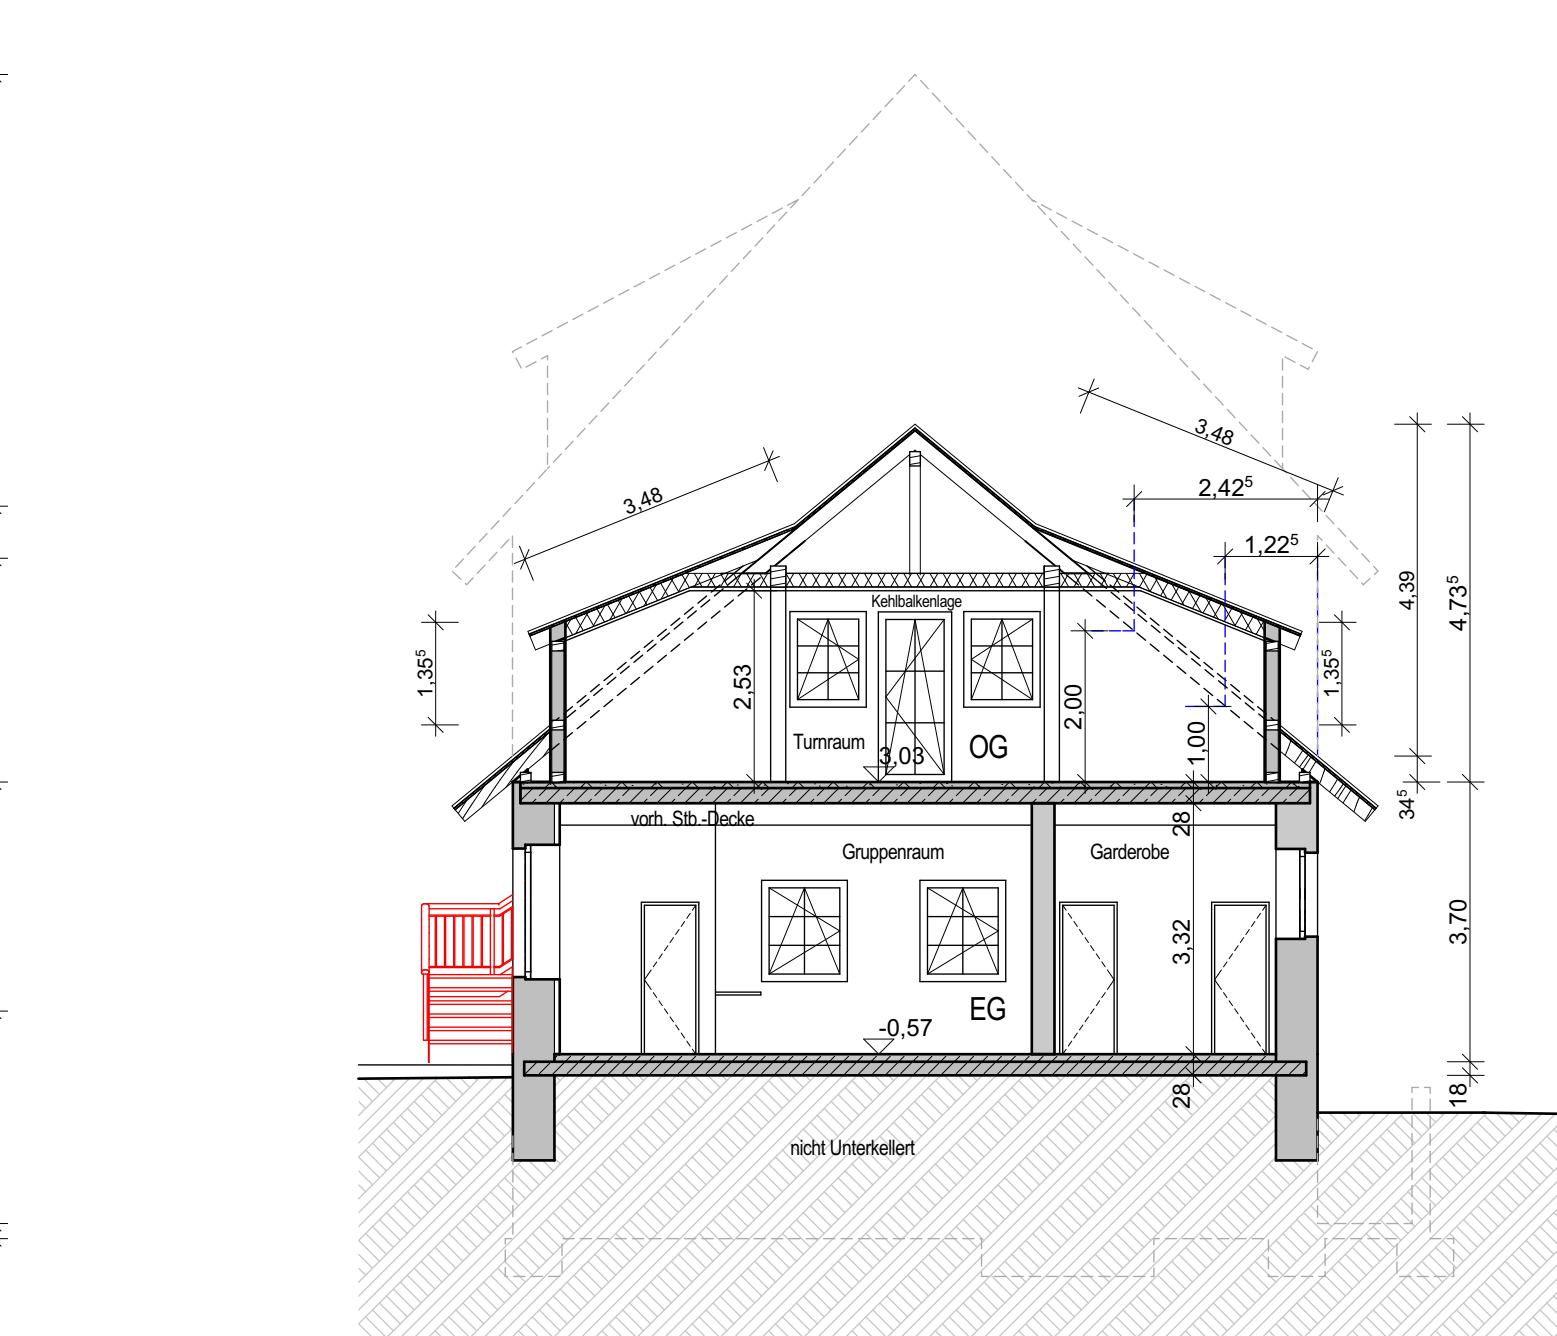 3,48
3,48
2,42⁵
1,22⁵
4,39
4,73⁵
Kehlbalkenlage
1,35⁵
2,53
2,00
1,00
1,35⁵
Turnraum
3,03
OG
34⁵
vorh. Stb.-Decke
28
Gruppenraum
Garderobe
3,32
3,70
EG
-0,57
28
18
nicht Unterkellert